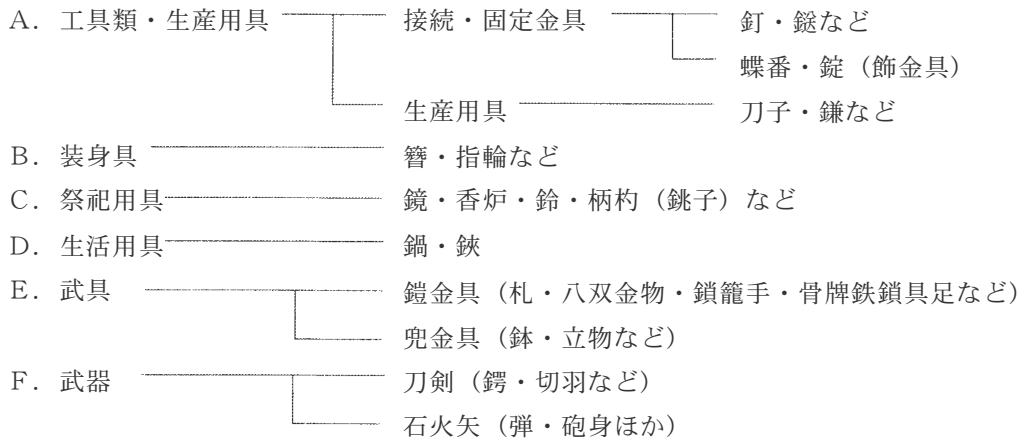 A．工具類・生産用具 接続・固定金具 釘・鎹など
蝶番・錠（飾金具）
生産用具 刀子・鎌など
B．装身具 簪・指輪など
C．祭祀用具 鏡・香炉・鈴・柄杓（銚子）など
D．生活用具 鍋・鋏
E．武具 鎧金具（札・八双金物・鎖籠手・骨牌鉄鎖具足など）
兜金具（鉢・立物など）
F．武器 刀剣（鍔・切羽など）
石火矢（弾・砲身ほか）